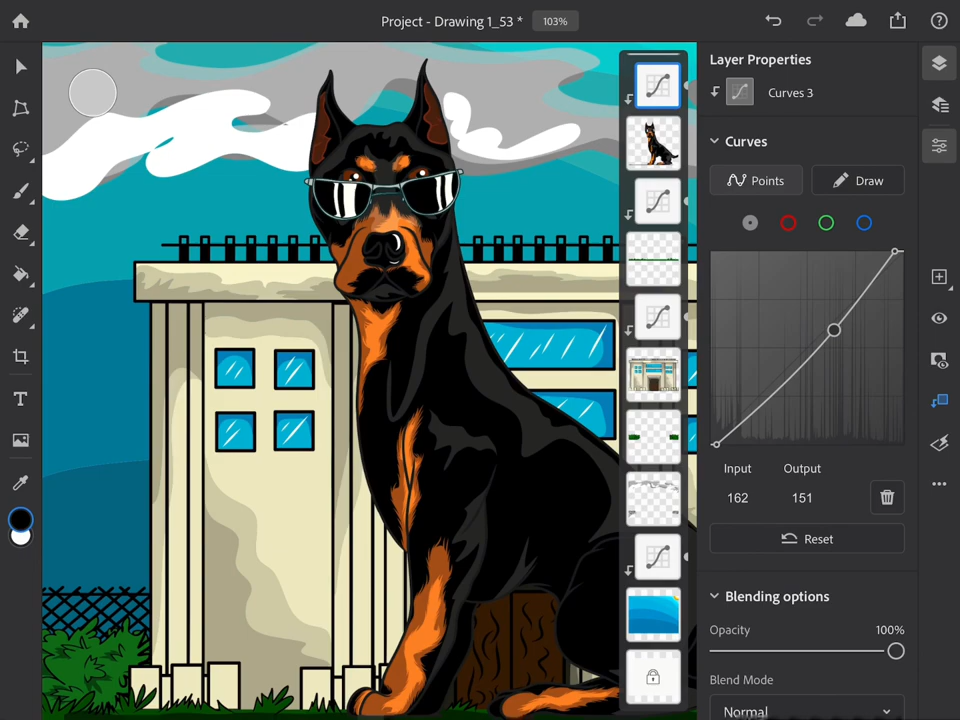 Project - Drawing 1_53 * 103%
Layer Properties
Curves 3
Curves
Points Draw
Input Output
162 151
Reset
Blending options
Opacity 100%
Blend Mode
Normal